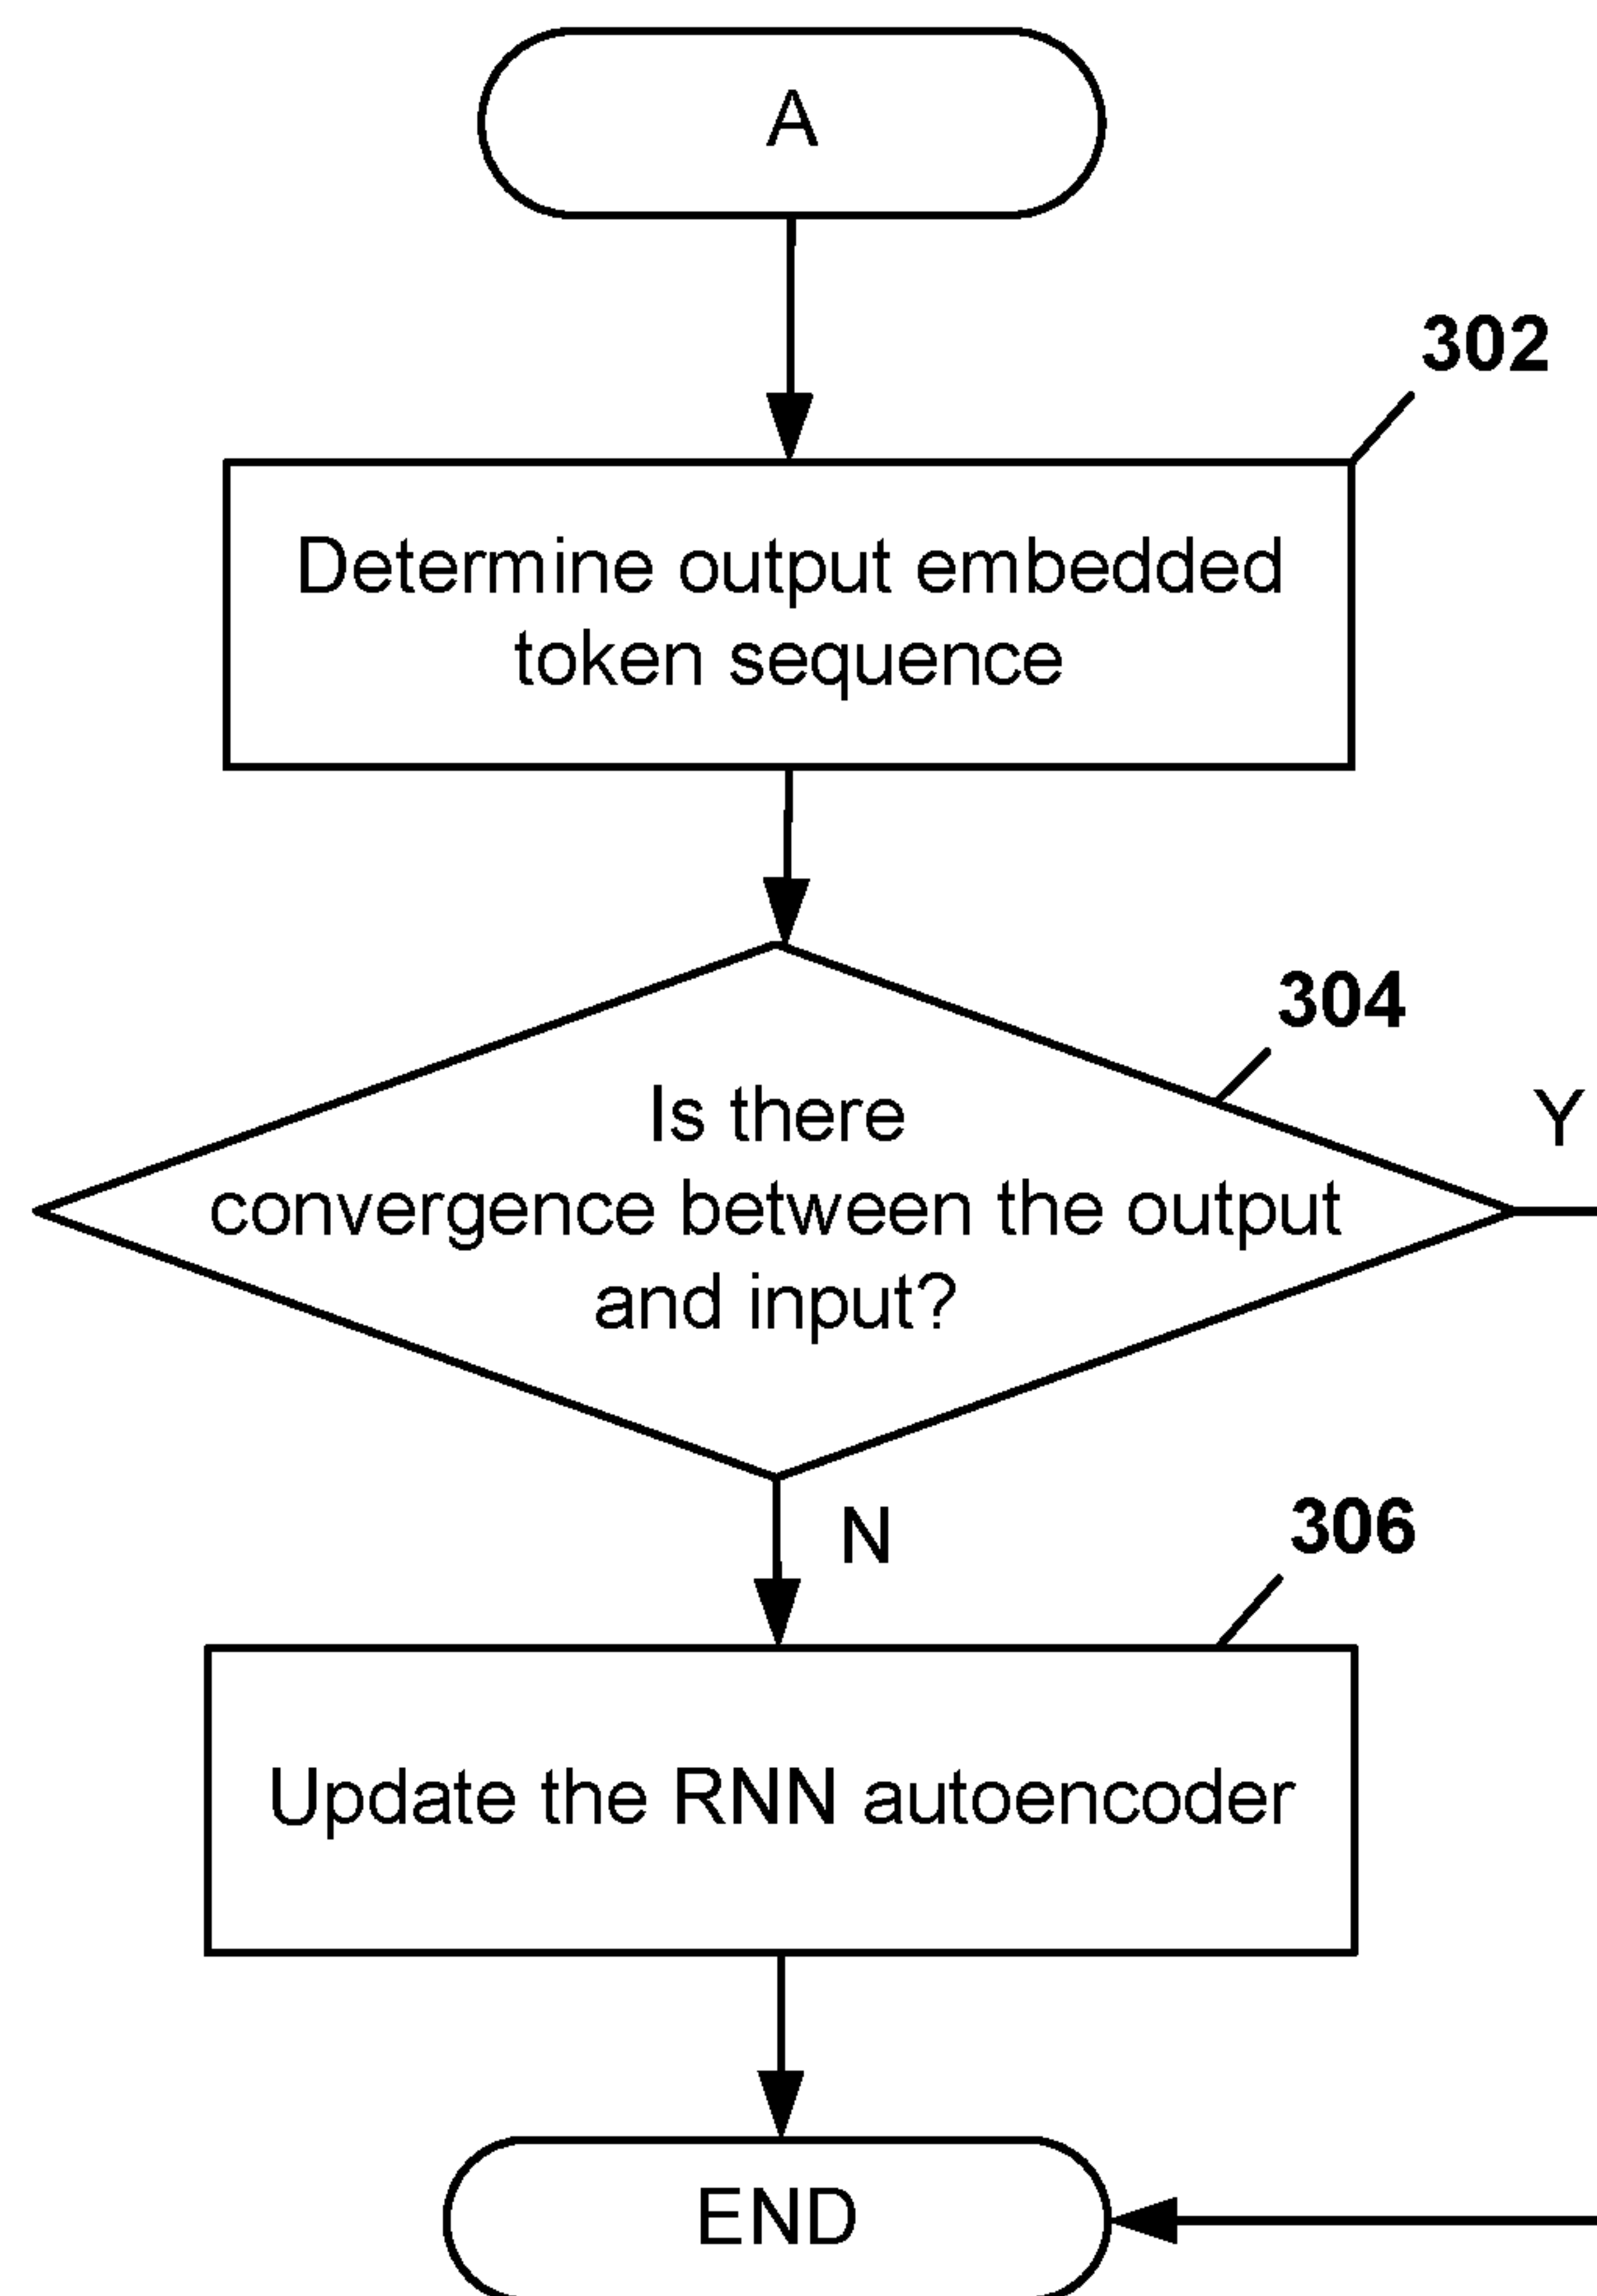 A
302
Determine output embedded
token sequence
304
Is there
convergence between the output
and input?
Y
N
306
Update the RNN autoencoder
END